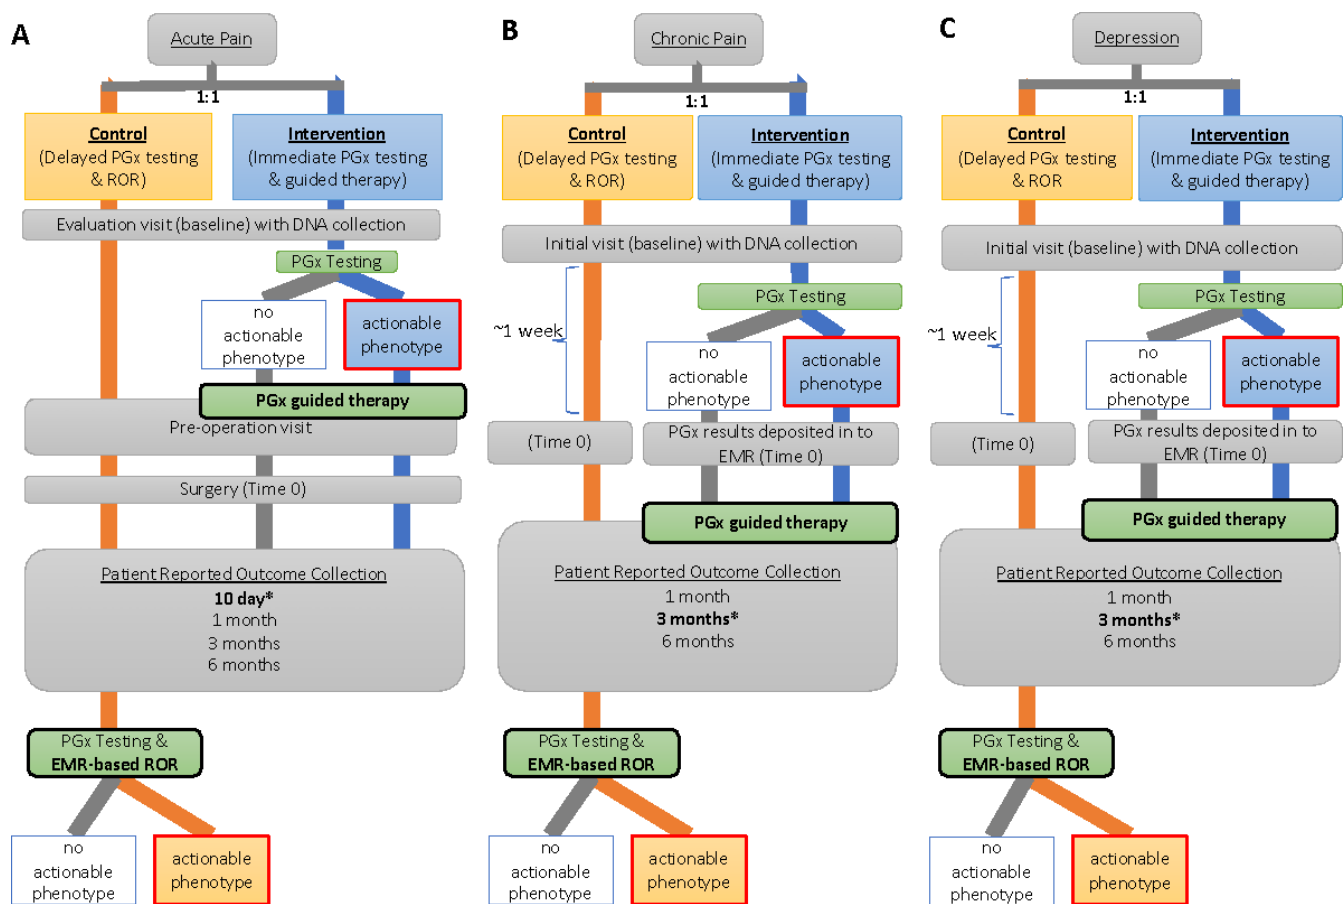 A
Acute Pain
1:1
Control
(Delayed PGx testing
& ROR)
Intervention
(Immediate PGx testing
& guided therapy)
Evaluation visit (baseline) with DNA collection
PGx Testing
no
actionable
phenotype
actionable
phenotype
PGx guided therapy
Pre-operation visit
Surgery (Time 0)
Patient Reported Outcome Collection
10 day*
1 month
3 months
6 months
PGx Testing &
EMR-based ROR
no
actionable
phenotype
actionable
phenotype
B
Chronic Pain
1:1
Control
(Delayed PGx testing
& ROR)
Intervention
(Immediate PGx testing
& guided therapy)
Initial visit (baseline) with DNA collection
~1 week
PGx Testing
no
actionable
phenotype
actionable
phenotype
(Time 0)
PGx results deposited in to
EMR (Time 0)
PGx guided therapy
Patient Reported Outcome Collection
1 month
3 months*
6 months
PGx Testing &
EMR-based ROR
no
actionable
phenotype
actionable
phenotype
C
Depression
1:1
Control
(Delayed PGx testing
& ROR
Intervention
(Immediate PGx testing
& guided therapy)
Initial visit (baseline) with DNA collection
~1 week
PGx Testing
no
actionable
phenotype
actionable
phenotype
(Time 0)
PGx results deposited in to
EMR (Time 0)
PGx guided therapy
Patient Reported Outcome Collection
1 month
3 months*
6 months
PGx Testing &
EMR-based ROR
no
actionable
phenotype
actionable
phenotype